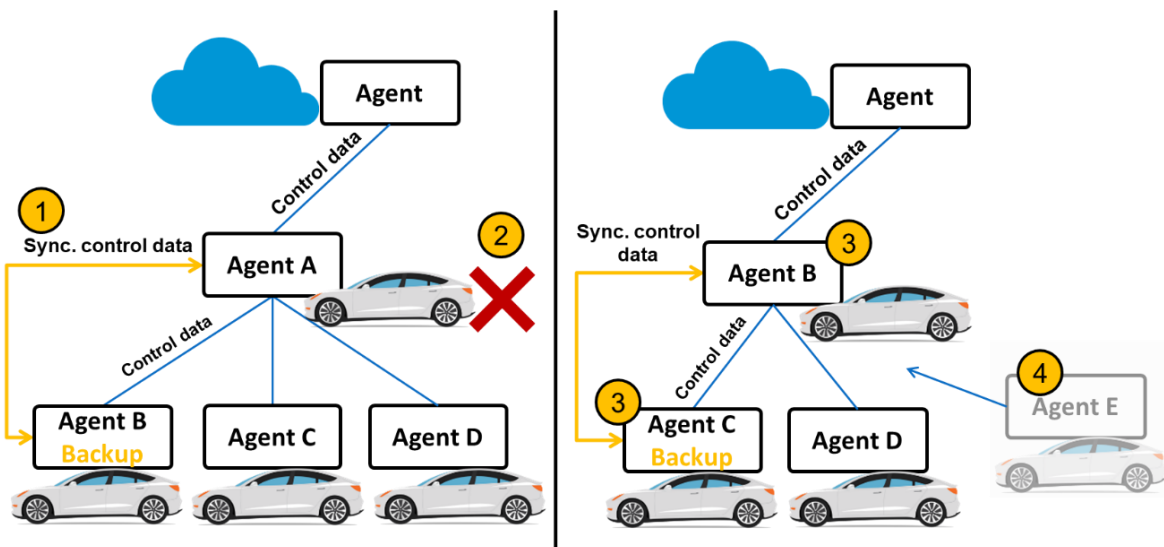 Agent
Control data
1
Sync. control data
2
Agent A
Control data
Agent B
Backup
Agent C
Agent D
Agent
Control data
Sync. control
data
3
Agent B
Control data
3
Agent C
Backup
Agent D
4
Agent E